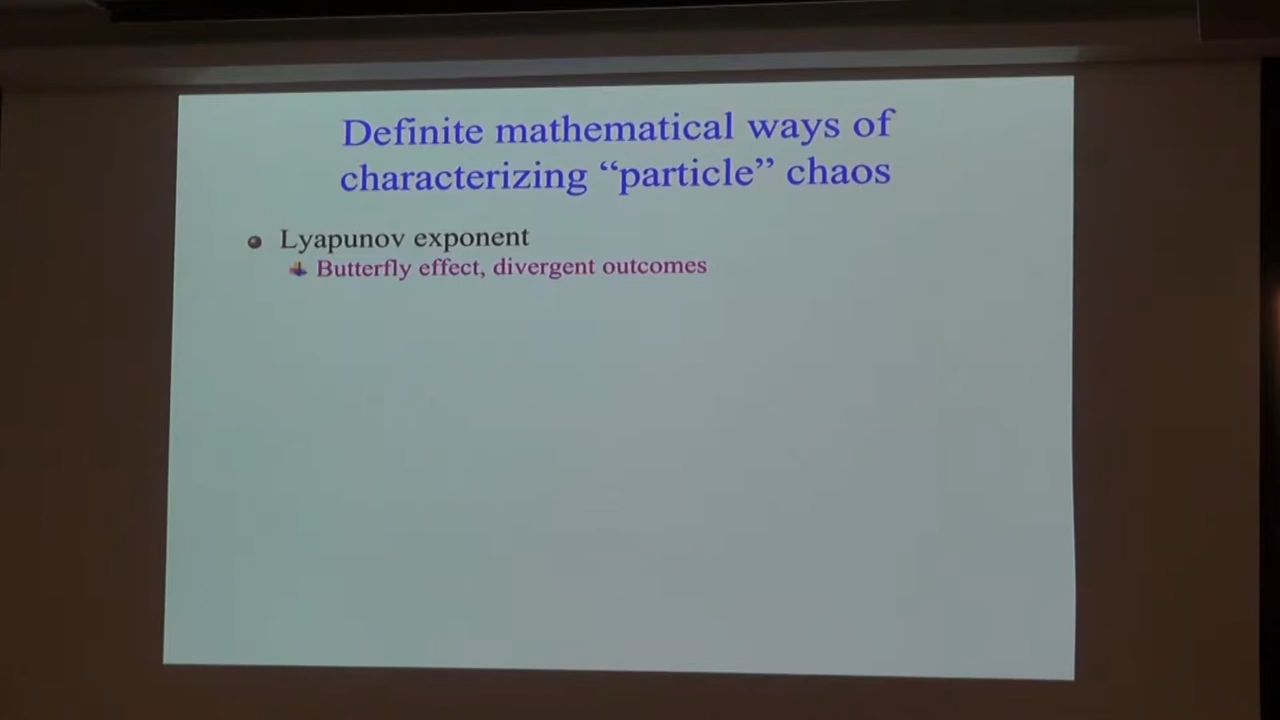 Definite mathematical ways of
characterizing “particle” chaos
Lyapunov exponent
Butterfly effect, divergent outcomes